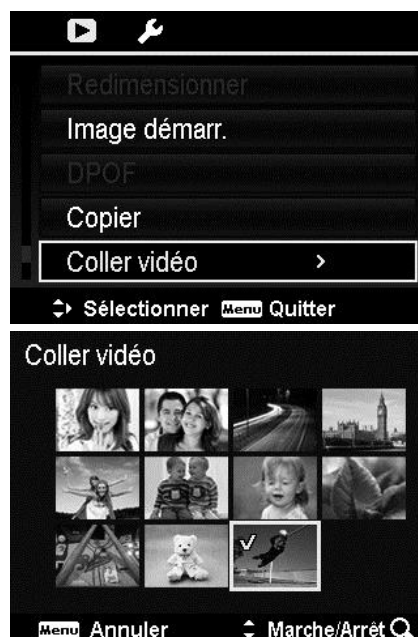 Redimensionner
Image démarr.
DPOF
Copier
Coller vidéo >
Sélectionner Menu Quitter
Coller vidéo
Menu Annuler Marche/Arrêt